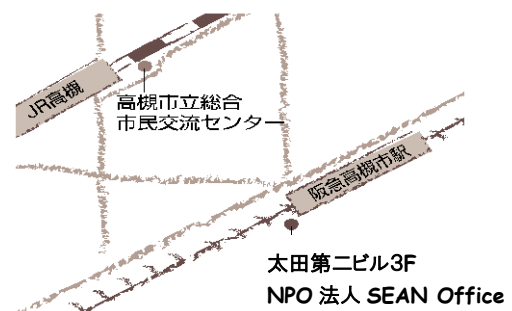 JR高槻
高槻市立総合
市民交流センター
阪急高槻市駅
太田第二ビル3F
NPO 法人 SEAN Office